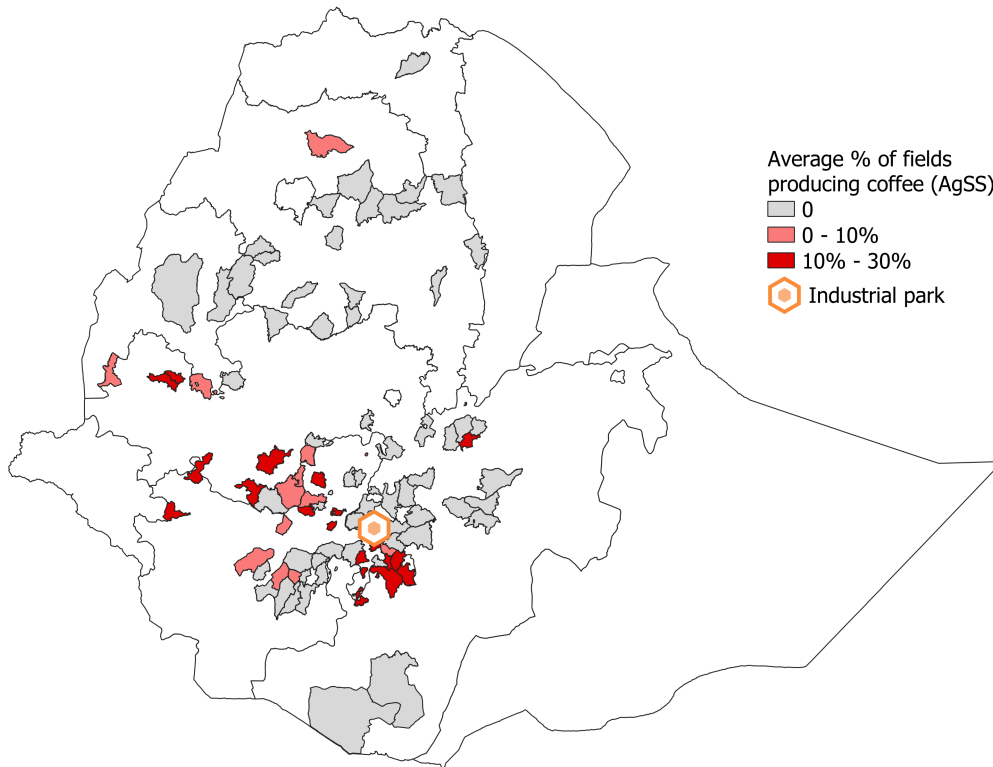 Average % of fields
producing coffee (AgSS)
0
0 - 10%
10% - 30%
Industrial park